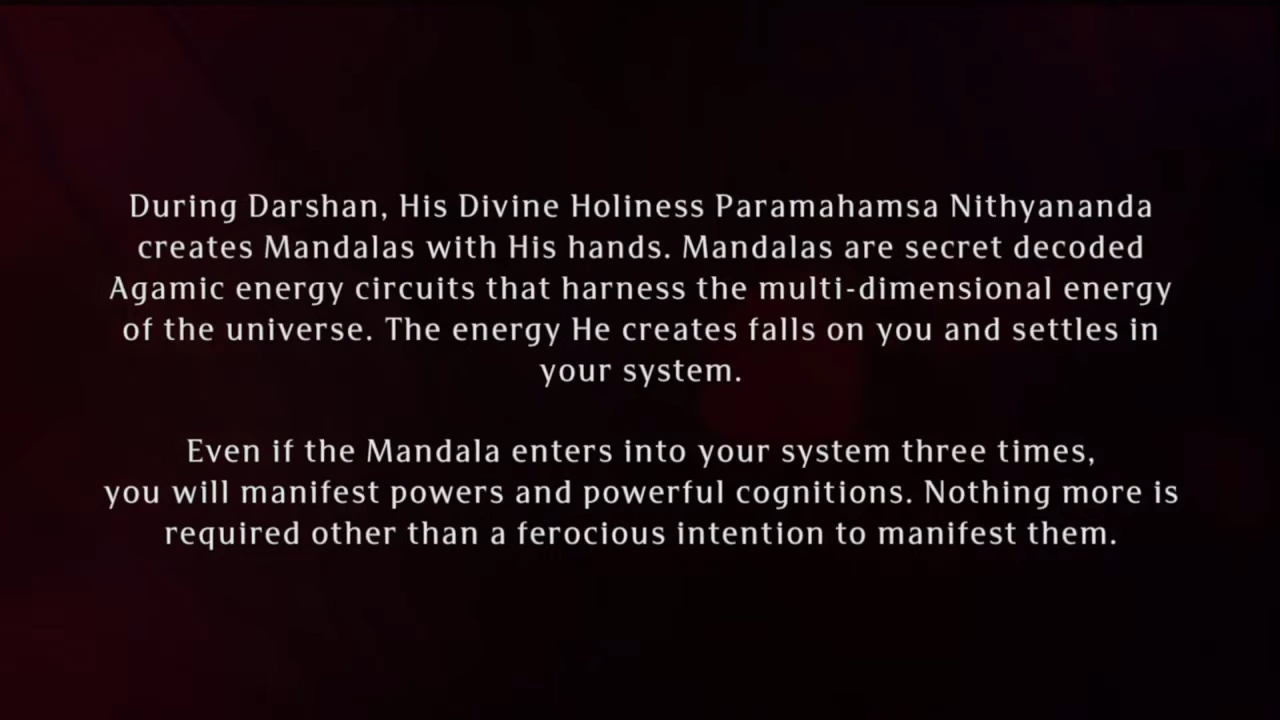 During Darshan, His Divine Holiness Paramahamsa Nithyananda
creates Mandalas with His hands. Mandalas are secret decoded
Agamic energy circuits that harness the multi-dimensional energy
of the universe. The energy He creates falls on you and settles in
your system.
Even if the Mandala enters into your system three times,
you will manifest powers and powerful cognitions. Nothing more is
required other than a ferocious intention to manifest them.